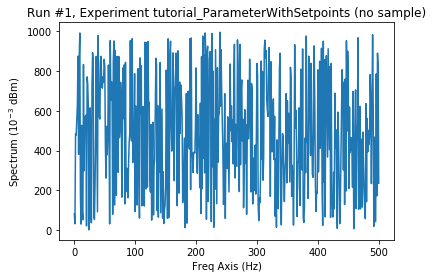 Run #1, Experiment tutorial_ParameterWithSetpoints (no sample)
1000
800
600
400
200
0
Spectrum (10⁻³ dBm)
0 100 200 300 400 500
Freq Axis (Hz)